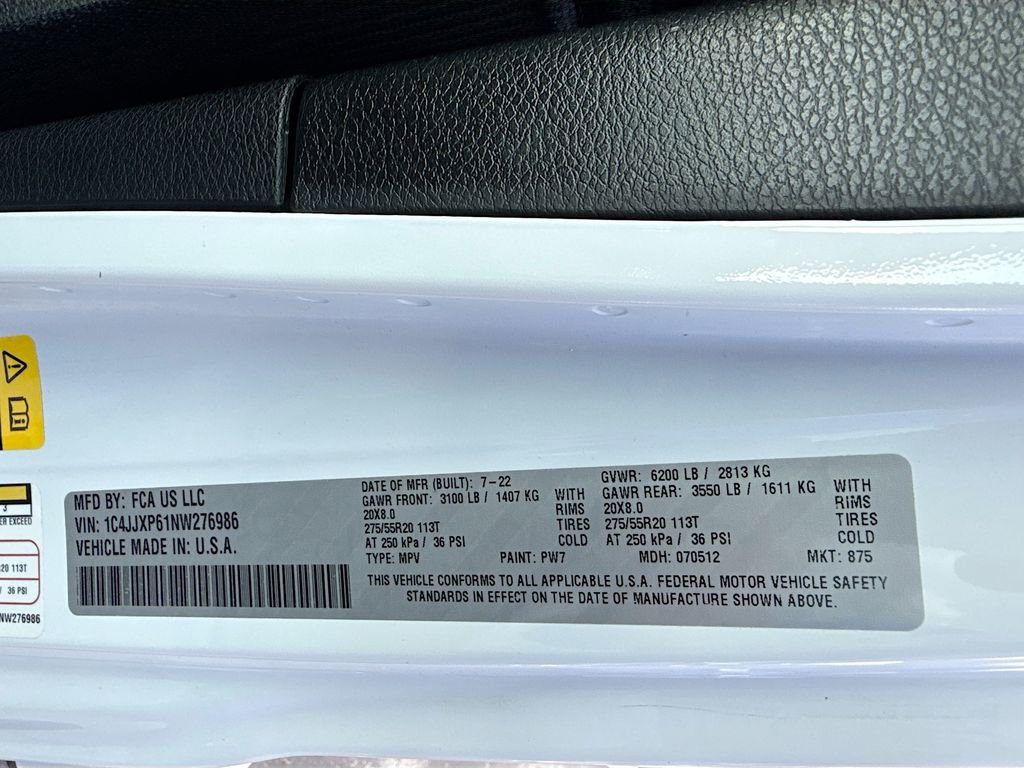 MFD BY: FCA US LLC
VIN: 1C4JJXP61NW276986
VEHICLE MADE IN: U.S.A.
DATE OF MFR (BUILT): 7-22
GAWR FRONT: 3100 LB / 1407 KG WITH
20X8.0 RIMS
275/55R20 113T TIRES
AT 250 kPa / 36 PSI COLD
GVWR: 6200 LB / 2813 KG
GAWR REAR: 3550 LB / 1611 KG WITH
20X8.0 RIMS
275/55R20 113T TIRES
AT 250 kPa / 36 PSI COLD
TYPE: MPV PAINT: PW7 MDH: 070512 MKT: 875
THIS VEHICLE CONFORMS TO ALL APPLICABLE U.S.A. FEDERAL MOTOR VEHICLE SAFETY
STANDARDS IN EFFECT ON THE DATE OF MANUFACTURE SHOWN ABOVE.
3
EXCEED
20 113T
/ 36 PSI
NW276986